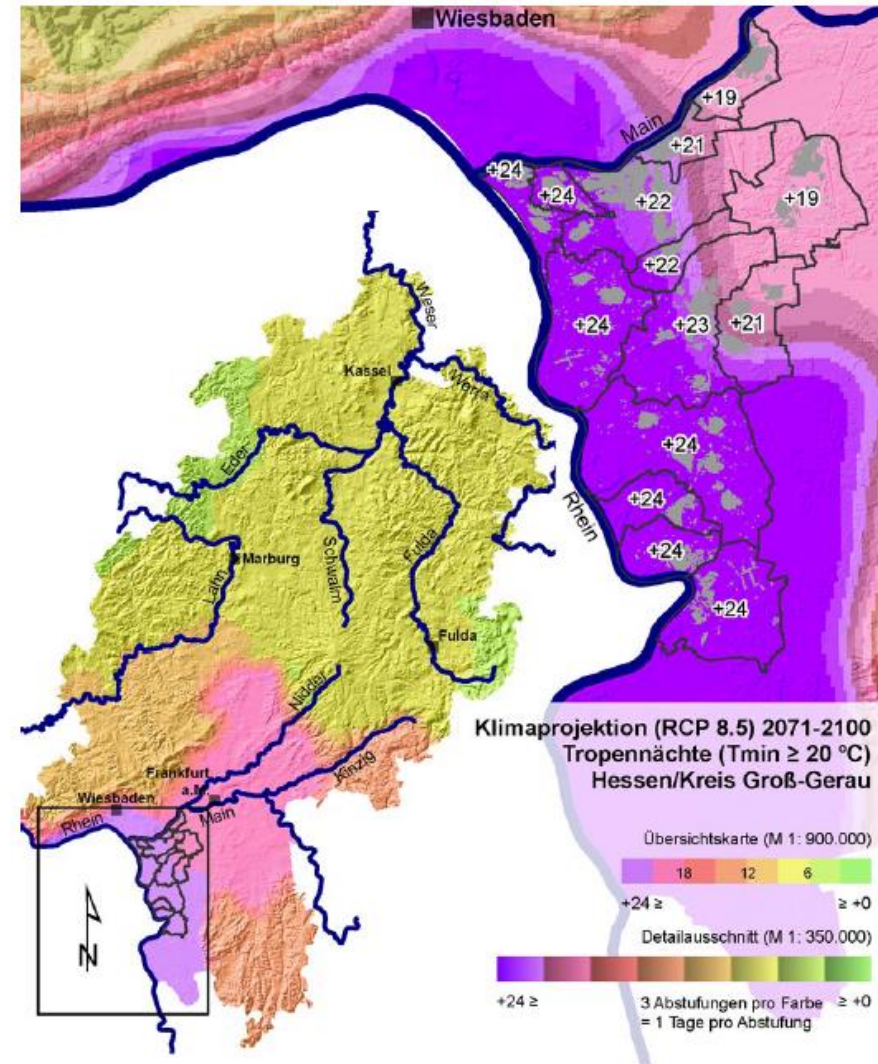 Wiesbaden
Main
+19
+21
+24
+24
+22
+19
+22
+24
+23
+21
Rhein
+24
+24
+24
+24
Weser
Kassel
Werra
Eder
Schwalm
Fulda
Marburg
Lahn
Fulda
Nidder
Kinzig
Frankfurt
a.M.
Wiesbaden
Main
Rhein
N
Klimaprojektion (RCP 8.5) 2071-2100
Tropennächte (Tmin ≥ 20 °C)
Hessen/Kreis Groß-Gerau
Übersichtskarte (M 1: 900.000)
18 12 6
+24 ≥ ≥ +0
Detailausschnitt (M 1: 350.000)
+24 ≥ 3 Abstufungen pro Farbe ≥ +0
= 1 Tage pro Abstufung